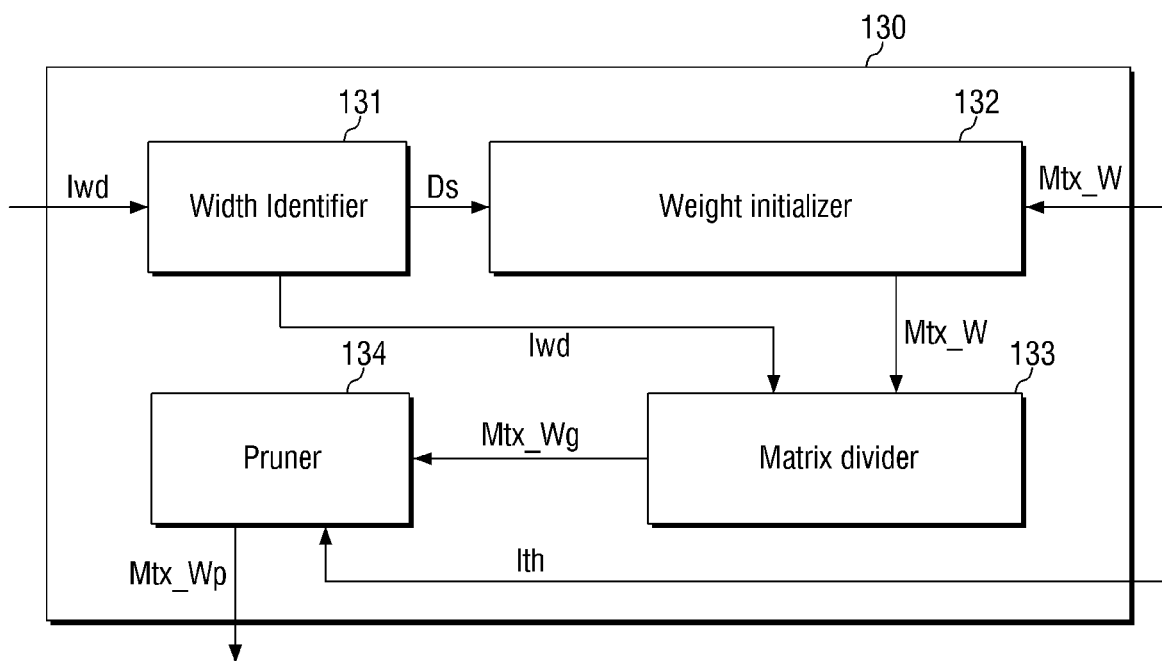 130
131
132
Iwd
Width Identifier
Ds
Weight initializer
Mtx_W
Iwd
Mtx_W
134
133
Pruner
Mtx_Wg
Matrix divider
Ith
Mtx_Wp